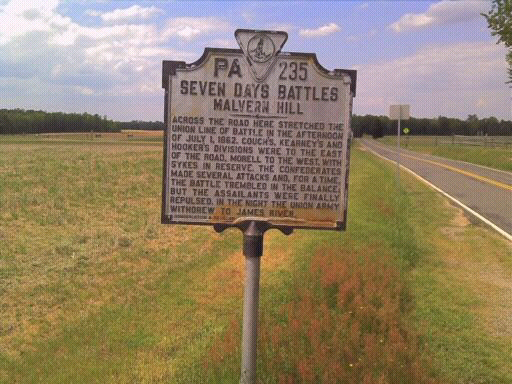 PA 235
SEVEN DAYS BATTLES
MALVERN HILL
ACROSS THE ROAD HERE STRETCHED THE
UNION LINE OF BATTLE IN THE AFTERNOON
OF JULY 1, 1862. COUCH'S, KEARNEY'S AND
HOOKER'S DIVISIONS WERE TO THE EAST
OF THE ROAD, MORELL TO THE WEST, WITH
SYKES IN RESERVE. THE CONFEDERATES
MADE SEVERAL ATTACKS AND, FOR A TIME,
THE BATTLE TREMBLED IN THE BALANCE,
BUT THE ASSAILANTS WERE FINALLY
REPULSED. IN THE NIGHT THE UNION ARMY
WITHDREW TO JAMES RIVER.